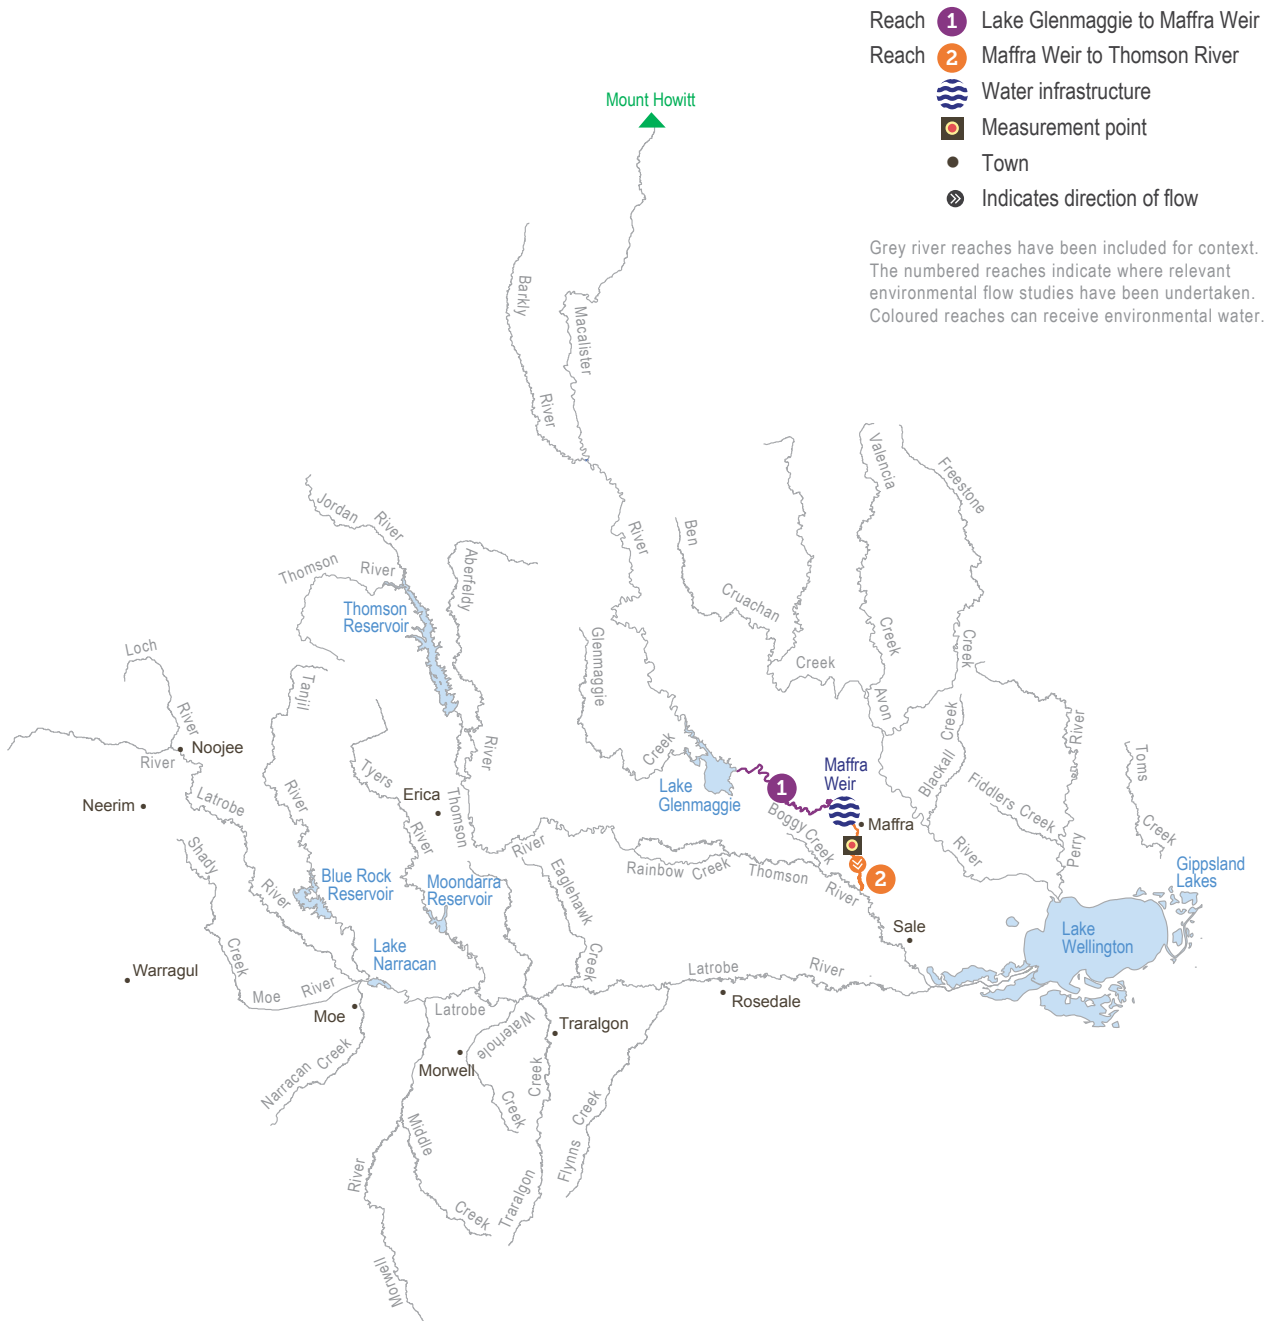 Reach 1 Lake Glenmaggie to Maffra Weir
Reach 2 Maffra Weir to Thomson River
Water infrastructure
Measurement point
Town
Indicates direction of flow
Grey river reaches have been included for context.
The numbered reaches indicate where relevant
environmental flow studies have been undertaken.
Coloured reaches can receive environmental water.
Mount Howitt
Barkly
River
Macalister
River
Valencia
Creek
Freestone
Creek
Ben
Cruachan
Creek
Jordan
River
Thomson
River
Aberfeldy
River
Thomson
Reservoir
Glenmaggie
Creek
Loch
River
Tanjil
River
Avon
River
Blackall Creek
Fiddlers Creek
Perry
River
Toms
Creek
Noojee
River
Latrobe
River
Neerim
Tyers
River
Erica
Thomson
River
Lake
Glenmaggie
1
Maffra
Weir
Maffra
Boggy Creek
2
Shady
Creek
Blue Rock
Reservoir
Moondarra
Reservoir
Eaglehawk
Creek
Rainbow Creek
Thomson
River
Gippsland
Lakes
Lake
Wellington
Sale
Lake
Narracan
Warragul
Moe River
Moe
Latrobe
Latrobe River
Rosedale
Narracan Creek
Morwell
Waterhole
Creek
Traralgon
Traralgon
Creek
Flynns
Creek
Middle
Creek
River
Morwell